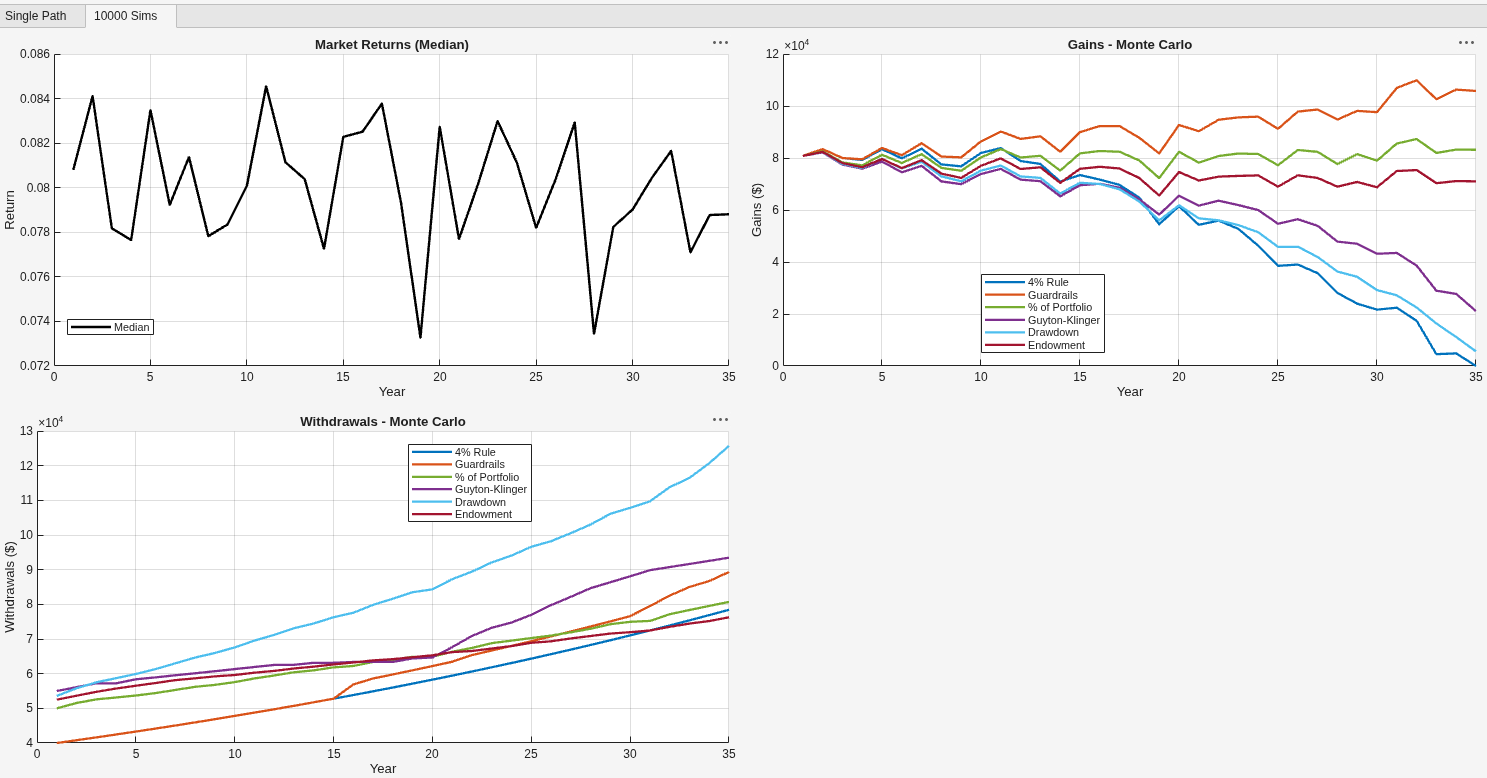 Single Path
10000 Sims
Market Returns (Median)
0.086
0.084
0.082
0.08
0.078
0.076
0.074
0.072
Return
Median
0
5
10
15
20
25
30
35
Year
Gains - Monte Carlo
×10⁴
12
10
8
6
4
2
0
Gains ($)
4% Rule
Guardrails
% of Portfolio
Guyton-Klinger
Drawdown
Endowment
0
5
10
15
20
25
30
35
Year
Withdrawals - Monte Carlo
×10⁴
13
12
11
10
9
8
7
6
5
4
Withdrawals ($)
4% Rule
Guardrails
% of Portfolio
Guyton-Klinger
Drawdown
Endowment
0
5
10
15
20
25
30
35
Year